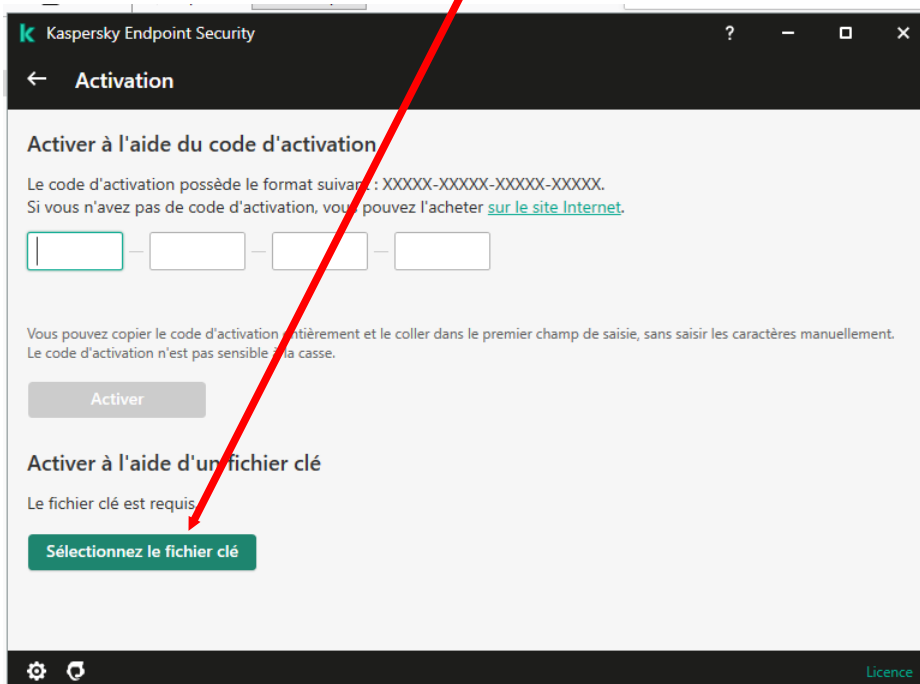 Kaspersky Endpoint Security
Activation
Activer à l'aide du code d'activation
Le code d'activation possède le format suivant : XXXXX-XXXXX-XXXXX-XXXXX.
Si vous n'avez pas de code d'activation, vous pouvez l'acheter sur le site Internet.
Vous pouvez copier le code d'activation entièrement et le coller dans le premier champ de saisie, sans saisir les caractères manuellement.
Le code d'activation n'est pas sensible à la casse.
Activer
Activer à l'aide d'un fichier clé
Le fichier clé est requis.
Sélectionnez le fichier clé
Licence